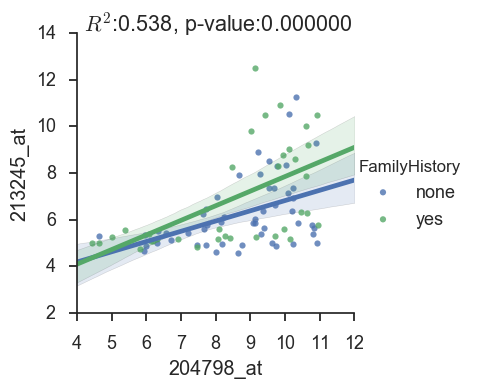 R²:0.538, p-value:0.000000
14
12
10
8
6
4
2
213245_at
4 5 6 7 8 9 10 11 12
204798_at
FamilyHistory
none
yes